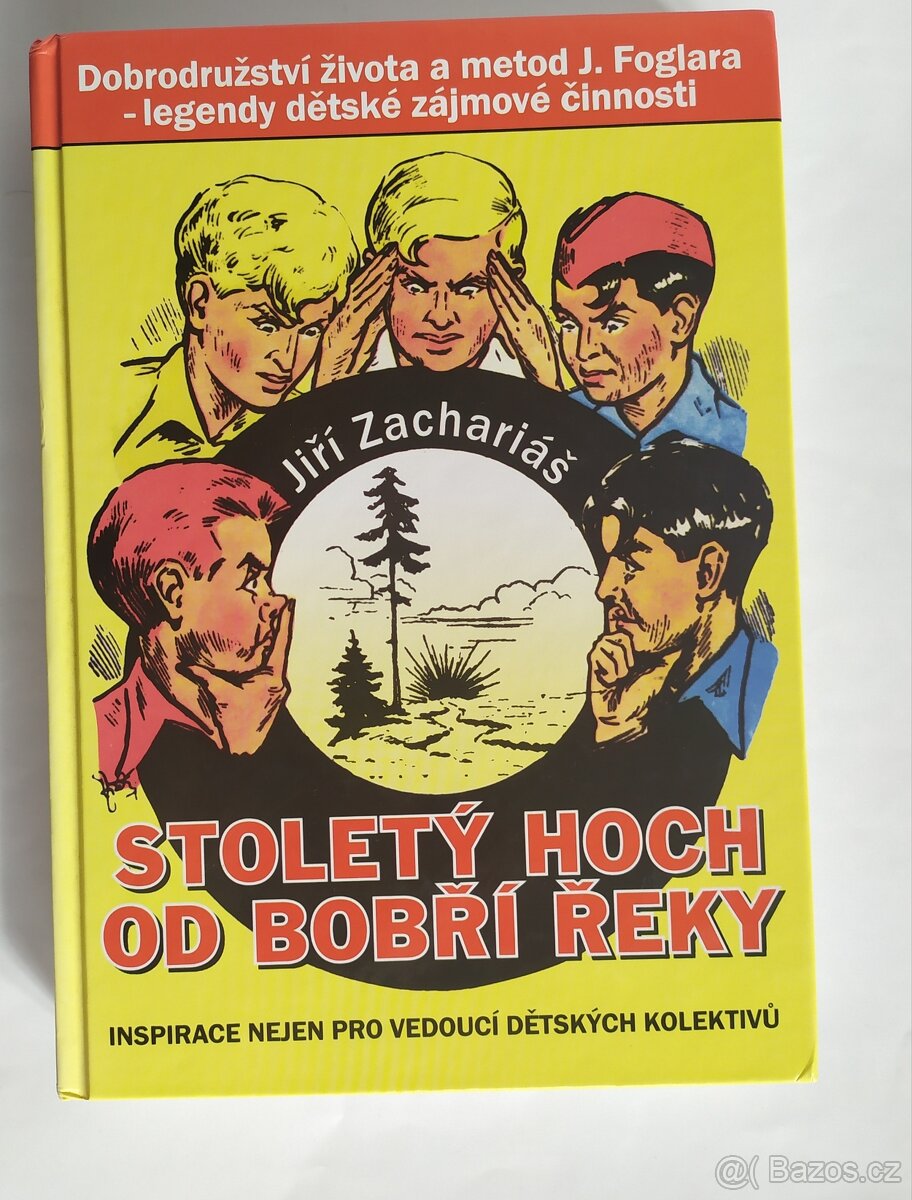 Dobrodružství života a metod J. Foglara
- legendy dětské zájmové činnosti
Jiří Zachariáš
STOLETÝ HOCH
OD BOBŘÍ ŘEKY
INSPIRACE NEJEN PRO VEDOUCÍ DĚTSKÝCH KOLEKTIVŮ
@( Bazos.cz